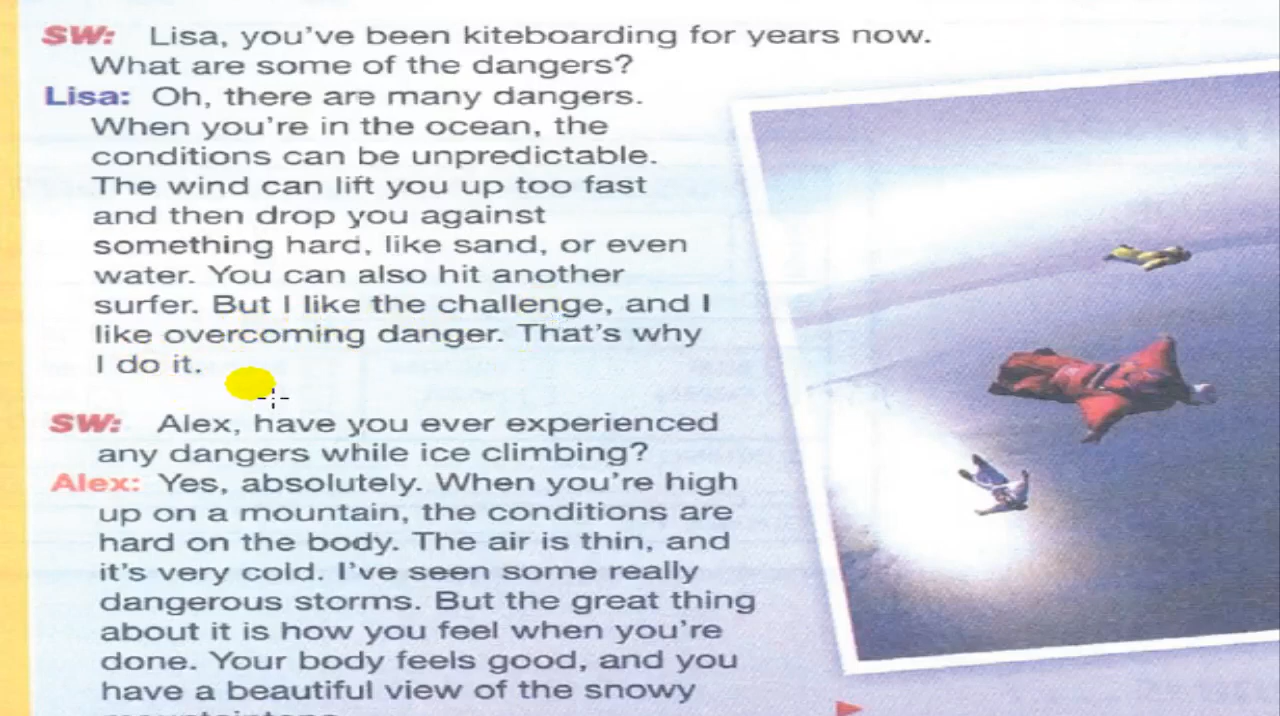 SW: Lisa, you've been kiteboarding for years now.
What are some of the dangers?
Lisa: Oh, there are many dangers.
When you're in the ocean, the
conditions can be unpredictable.
The wind can lift you up too fast
and then drop you against
something hard, like sand, or even
water. You can also hit another
surfer. But I like the challenge, and I
like overcoming danger. That's why
I do it.
SW: Alex, have you ever experienced
any dangers while ice climbing?
Alex: Yes, absolutely. When you're high
up on a mountain, the conditions are
hard on the body. The air is thin, and
it's very cold. I've seen some really
dangerous storms. But the great thing
about it is how you feel when you're
done. Your body feels good, and you
have a beautiful view of the snowy